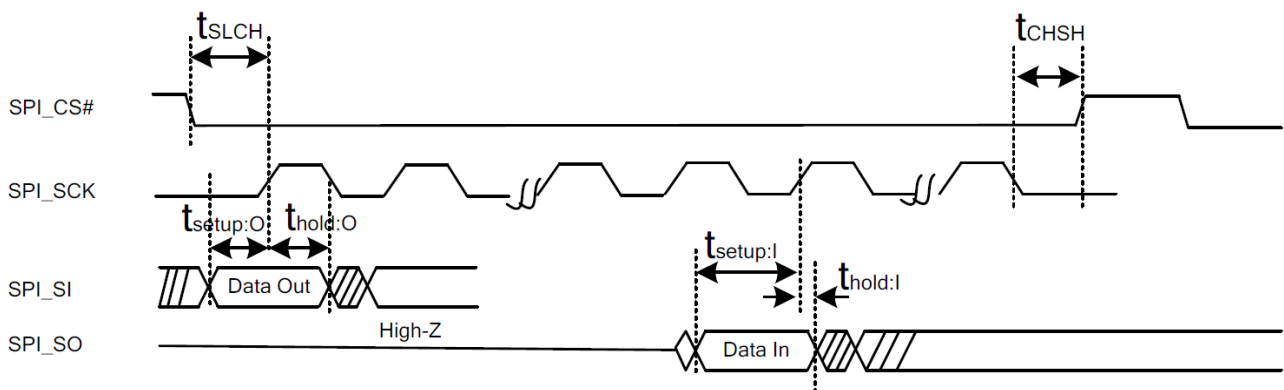 tSLCH
tCHSH
SPI_CS#
SPI_SCK
tsetup:O thold:O
tsetup:I
thold:I
SPI_SI
Data Out
High-Z
SPI_SO
Data In